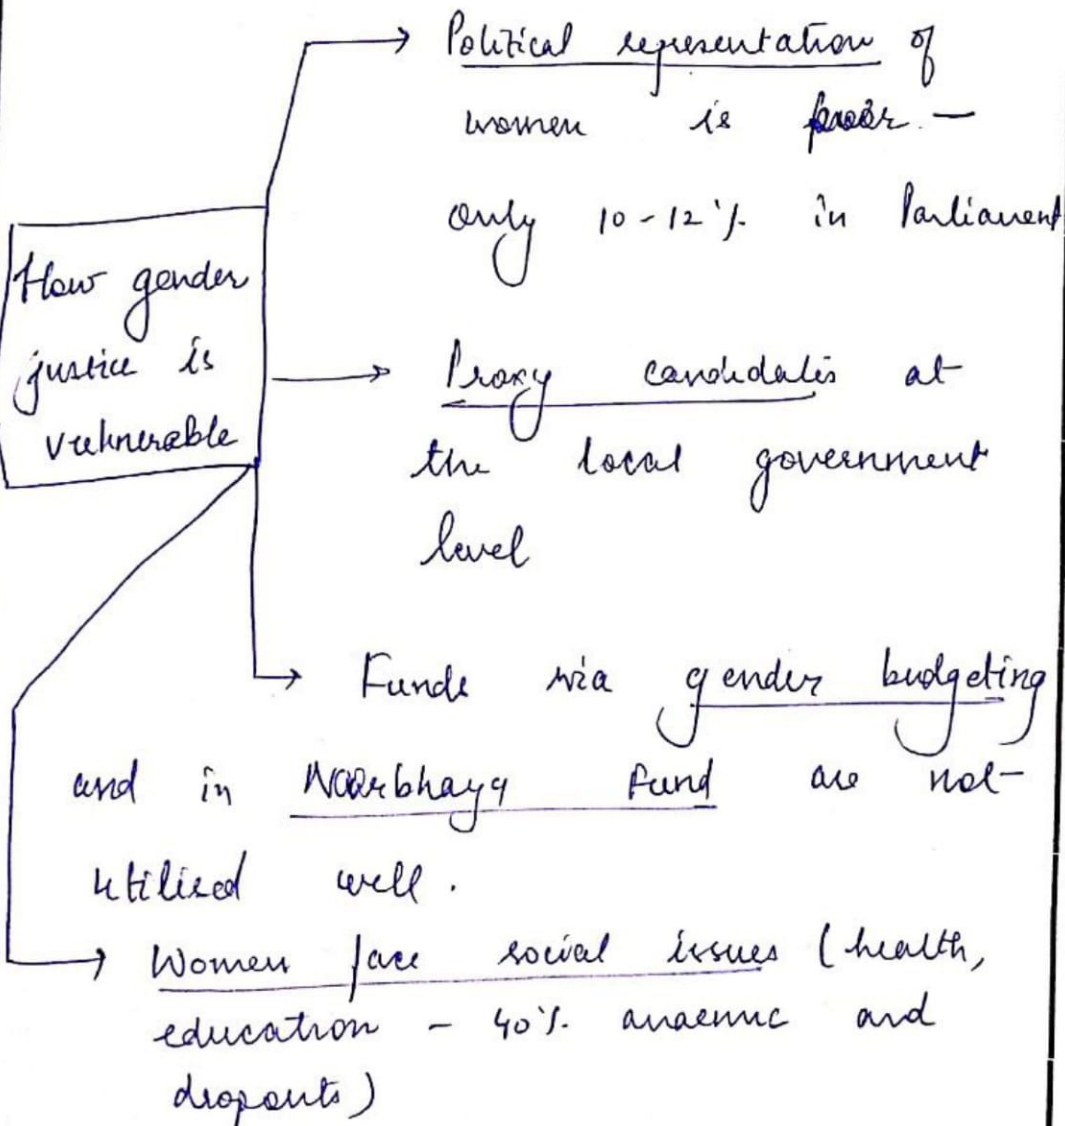 Political representation of
women is poor -
only 10-12% in Parliament
How gender
justice is
vulnerable
Proxy candidates at
the local government
level
Funds via gender budgeting
and in Nirbhaya Fund are not
utilised well.
Women face social issues (health,
education - 40% anaemic and
dropouts)